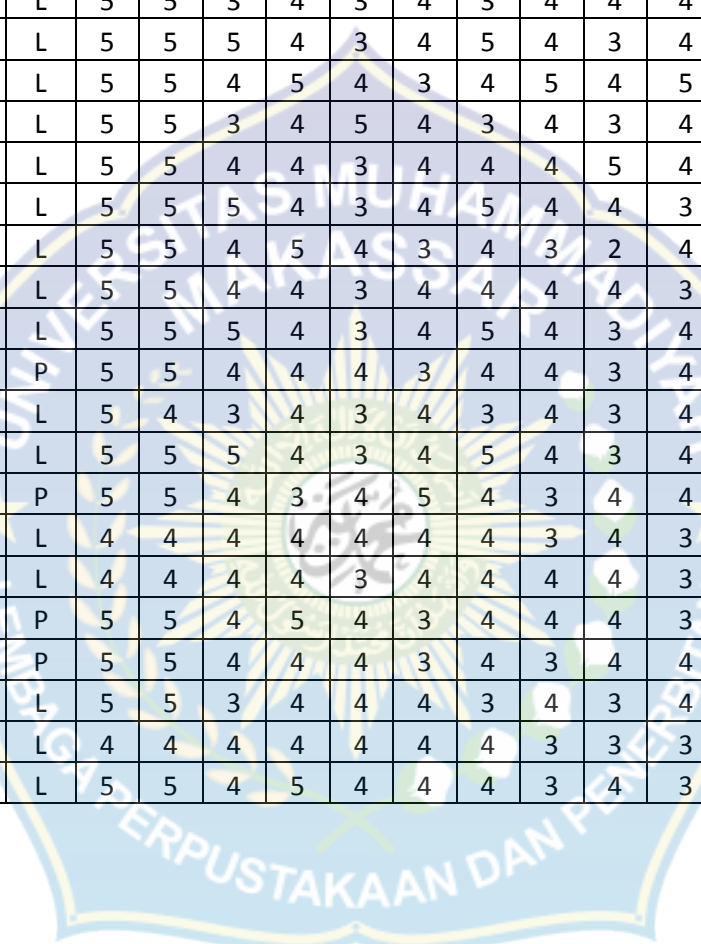 L 5 5 3 4 3 4 3 4 4 4
L 5 5 5 4 3 4 5 4 3 4
L 5 5 4 5 4 3 4 5 4 5
L 5 5 3 4 5 4 3 4 3 4
L 5 5 4 4 3 4 4 4 5 4
L 5 5 5 4 3 4 5 4 4 3
L 5 5 4 5 4 3 4 3 2 4
L 5 5 4 4 3 4 4 4 4 3
L 5 5 5 4 3 4 5 4 3 4
P 5 5 4 4 4 3 4 4 3 4
L 5 4 3 4 3 4 3 4 3 4
L 5 5 5 4 3 4 5 4 3 4
P 5 5 4 3 4 5 4 3 4 4
L 4 4 4 4 4 4 4 3 4 3
L 4 4 4 4 3 4 4 4 4 3
P 5 5 4 5 4 3 4 4 4 3
P 5 5 4 4 4 3 4 3 4 4
L 5 5 3 4 4 4 3 4 3 4
L 4 4 4 4 4 4 4 3 3 3
L 5 5 4 5 4 4 4 3 4 3
UNIVERSITAS MUHAMMADIYA
MAKASSAR
LEMBAGA PERPUSTAKAAN DAN PENERBITA